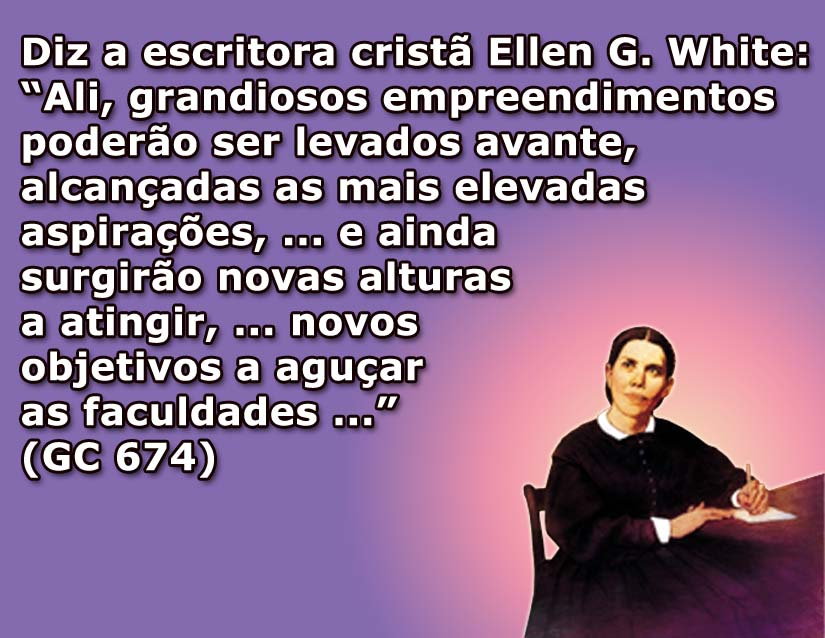 Diz a escritora cristã Ellen G. White:
“Ali, grandiosos empreendimentos
poderão ser levados avante,
alcançadas as mais elevadas
aspirações, ... e ainda
surgirão novas alturas
a atingir, ... novos
objetivos a aguçar
as faculdades ...”
(GC 674)